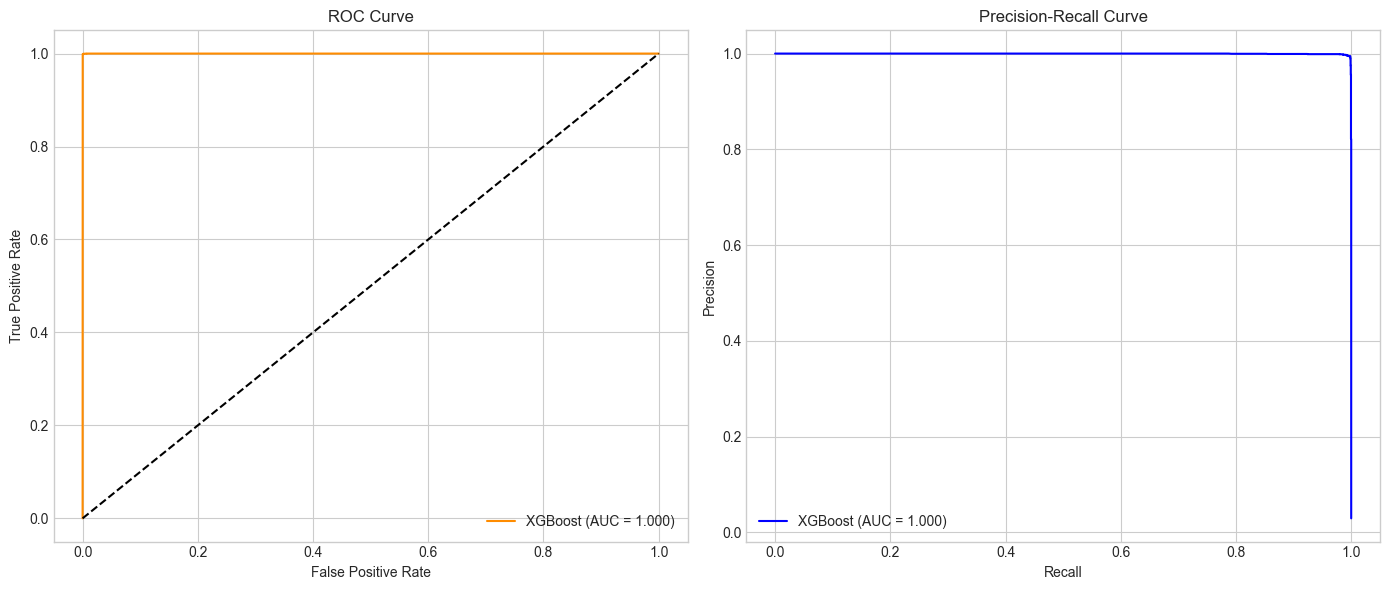 ROC Curve
1.0
0.8
0.6
0.4
0.2
0.0
True Positive Rate
XGBoost (AUC = 1.000)
0.0 0.2 0.4 0.6 0.8 1.0
False Positive Rate
Precision-Recall Curve
1.0
0.8
0.6
0.4
0.2
0.0
Precision
XGBoost (AUC = 1.000)
0.0 0.2 0.4 0.6 0.8 1.0
Recall